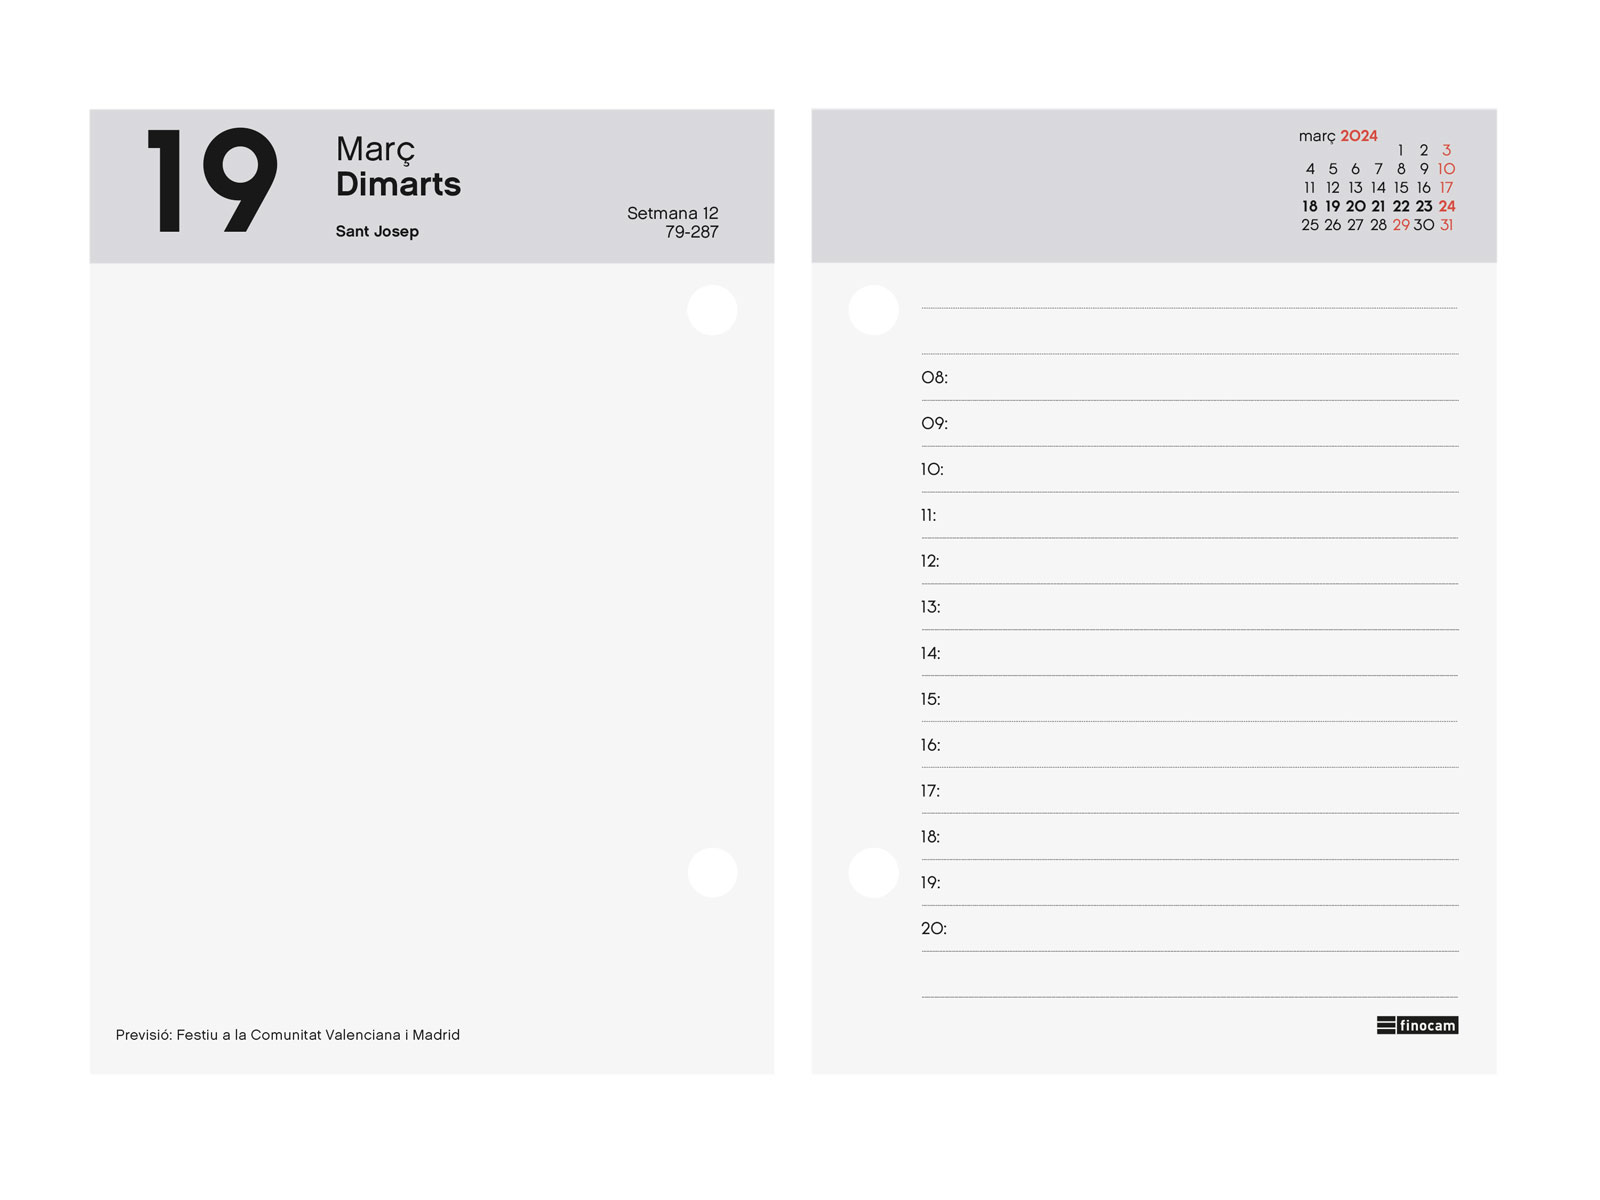 19
Març
Dimarts
Sant Josep
Setmana 12
79-287
Previsió: Festiu a la Comunitat Valenciana i Madrid
març 2024
1 2 3
4 5 6 7 8 9 10
11 12 13 14 15 16 17
18 19 20 21 22 23 24
25 26 27 28 29 30 31
08:
09:
10:
11:
12:
13:
14:
15:
16:
17:
18:
19:
20:
finocam